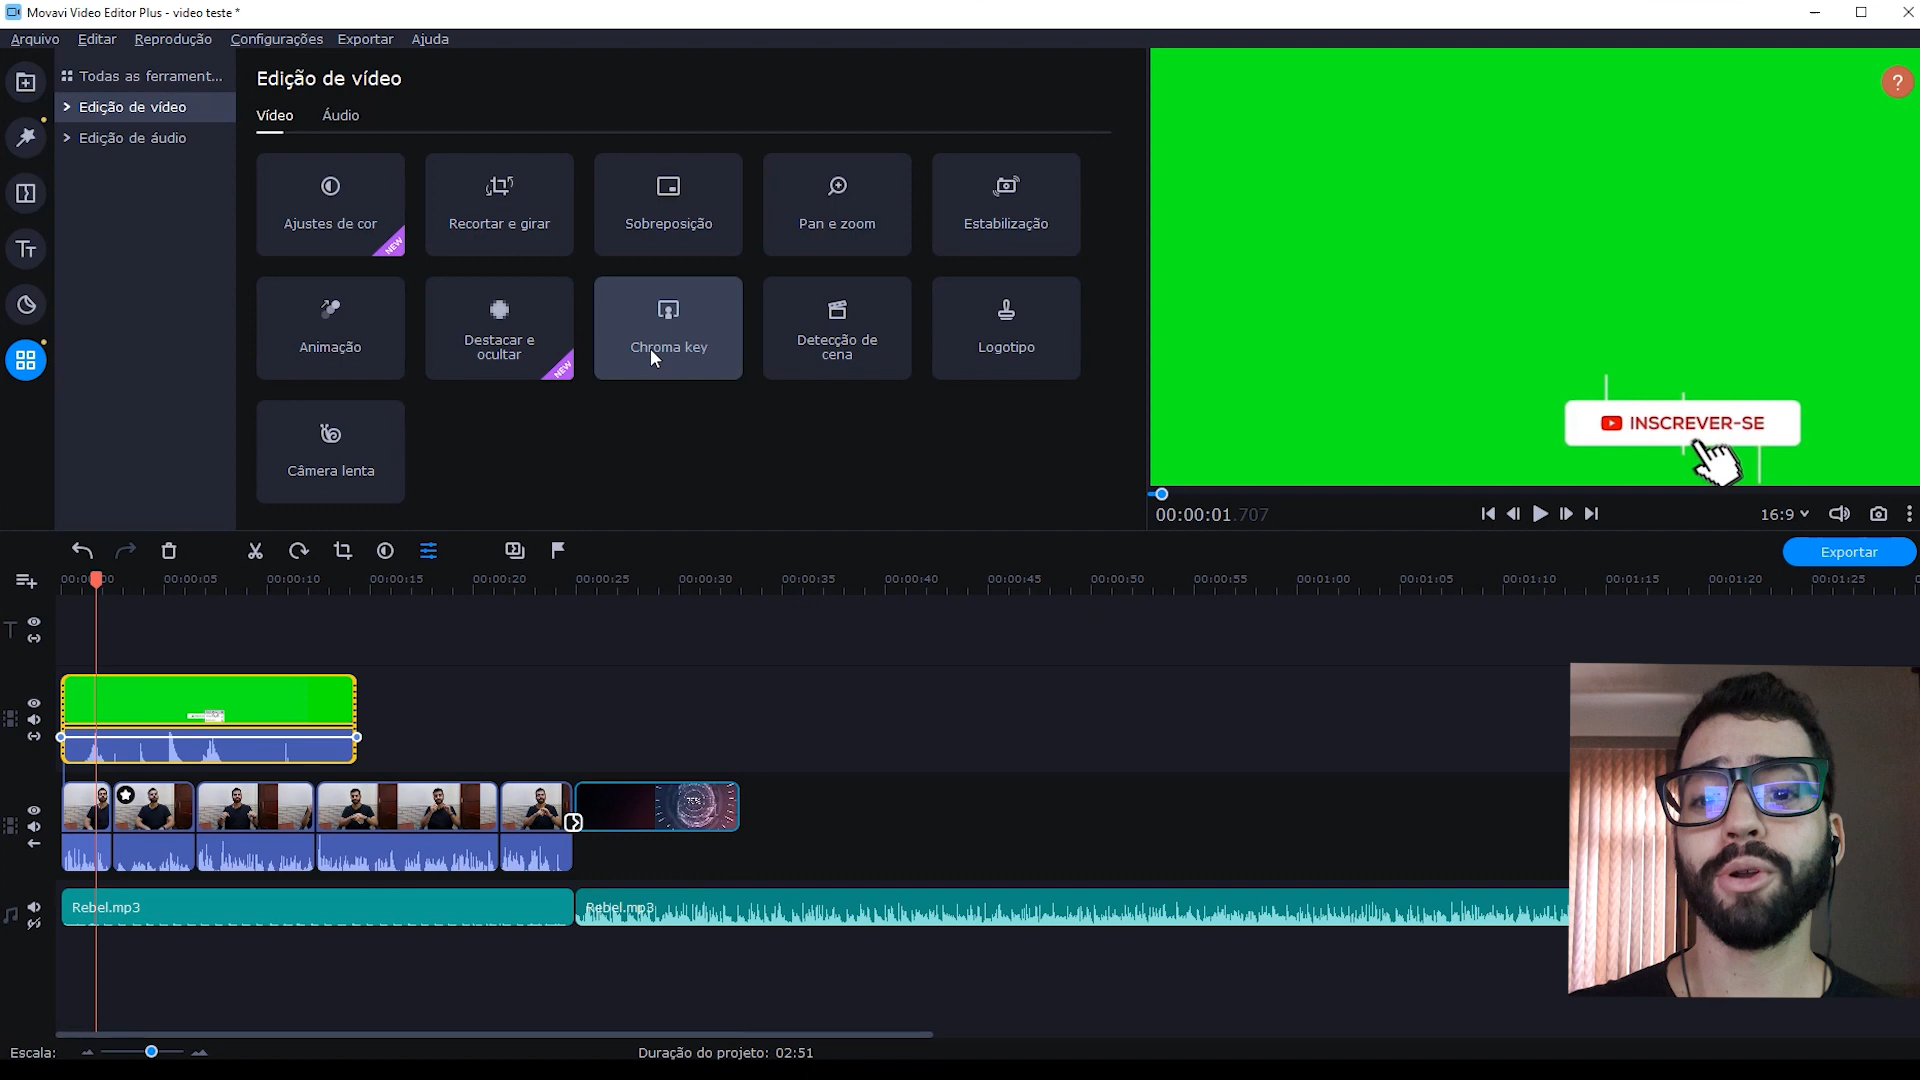 Movavi Video Editor Plus - video teste *
Arquivo Editar Reprodução Configurações Exportar Ajuda
Todas as ferrament...
Edição de vídeo
Edição de áudio
Edição de vídeo
Vídeo Áudio
Ajustes de cor
NEW
Recortar e girar
Sobreposição
Pan e zoom
Estabilização
Animação
Destacar e
ocultar
NEW
Chroma key
Detecção de
cena
Logotipo
Câmera lenta
?
INSCREVER-SE
00:00:01.707
16:9
Exportar
00:00:05 00:00:10 00:00:15 00:00:20 00:00:25 00:00:30 00:00:35 00:00:40 00:00:45 00:00:50 00:00:55 00:01:00 00:01:05 00:01:10 00:01:15 00:01:20 00:01:25
Rebel.mp3
Rebel.mp3
Escala:
Duração do projeto: 02:51